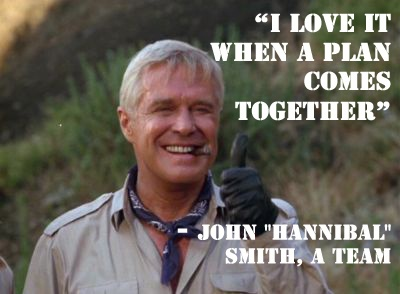 “I LOVE IT
WHEN A PLAN
COMES
TOGETHER”
- JOHN "HANNIBAL"
SMITH, A TEAM